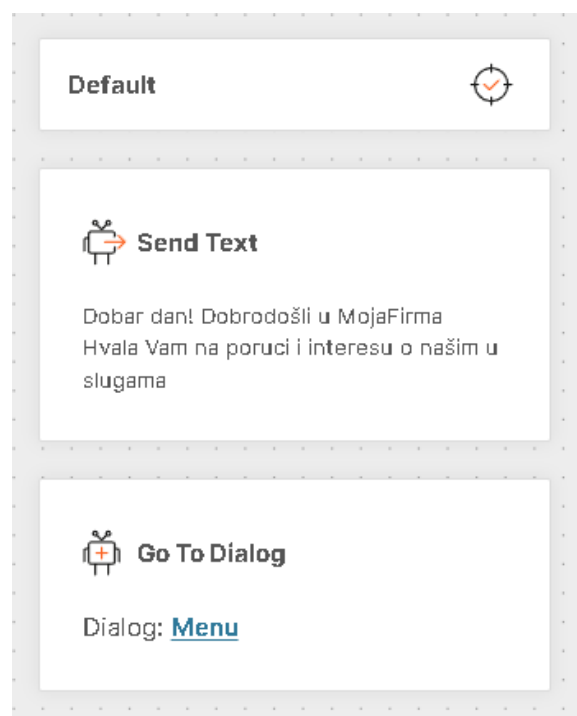 Default
Send Text
Dobar dan! Dobrodošli u MojaFirma
Hvala Vam na poruci i interesu o našim u
slugama
Go To Dialog
Dialog: Menu